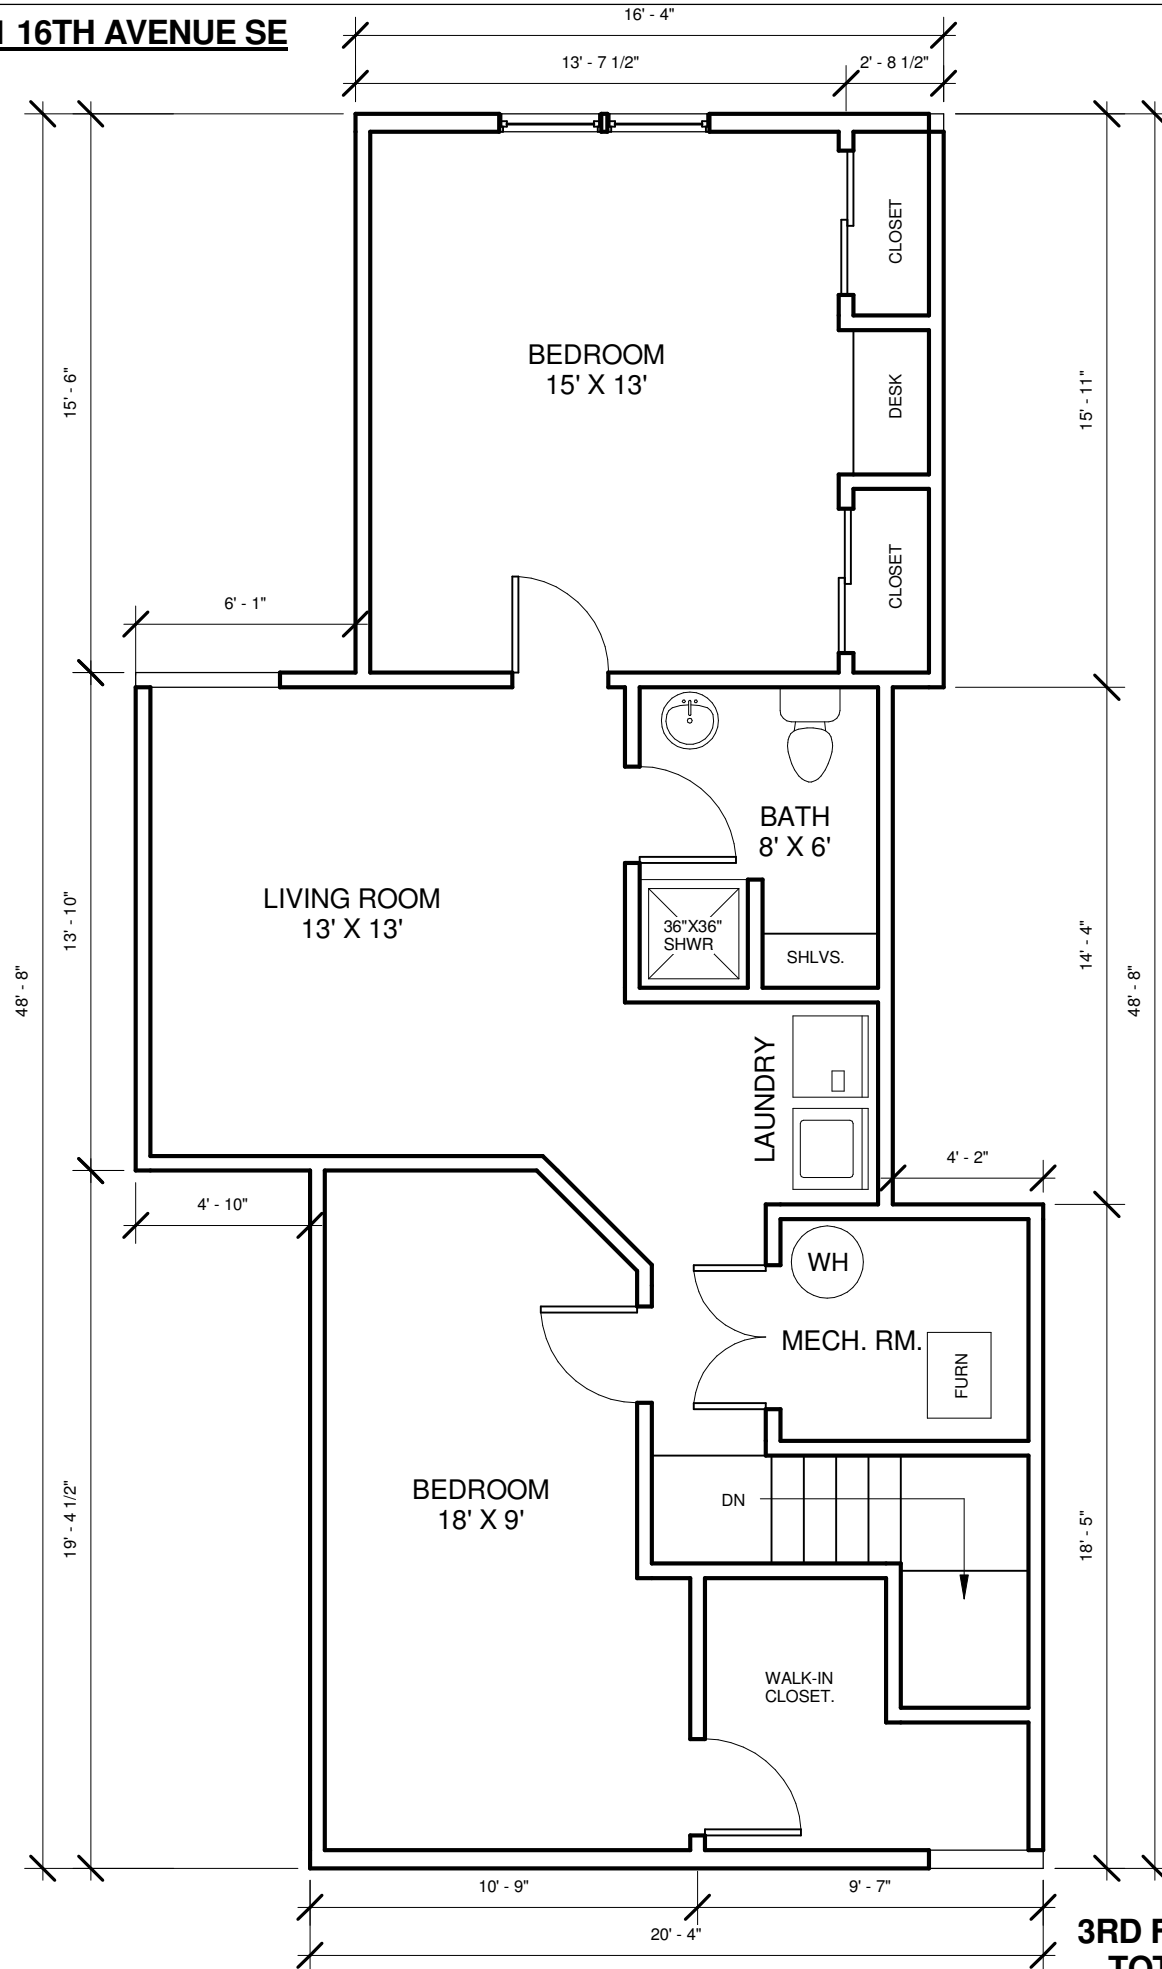 16TH AVENUE SE
16' - 4"
13' - 7 1/2"
2' - 8 1/2"
CLOSET
BEDROOM
15' X 13'
DESK
15' - 6"
15' - 11"
CLOSET
6' - 1"
BATH
8' X 6'
LIVING ROOM
13' X 13'
36"X36"
SHWR
SHLVS.
13' - 10"
14' - 4"
48' - 8"
48' - 8"
LAUNDRY
4' - 2"
4' - 10"
WH
MECH. RM.
FURN
BEDROOM
18' X 9'
DN
19' - 4 1/2"
18' - 5"
WALK-IN
CLOSET.
10' - 9"
9' - 7"
20' - 4"
3RD